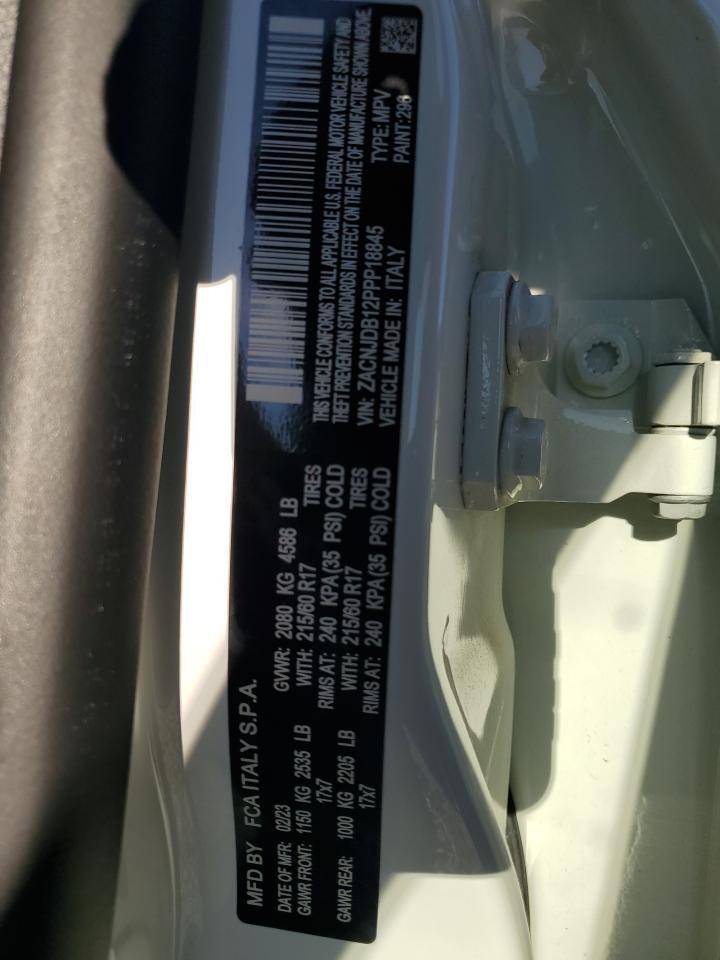 MFD BY FCA ITALY S.P.A.
DATE OF MFR: 02/23 GVWR: 2080 KG 4586 LB
GAWR FRONT: 1150 KG 2535 LB WITH: 215/60 R17 TIRES
17x7 RIMS AT: 240 KPA(35 PSI) COLD
GAWR REAR: 1000 KG 2205 LB WITH: 215/60 R17 TIRES
17x7 RIMS AT: 240 KPA(35 PSI) COLD
THIS VEHICLE CONFORMS TO ALL APPLICABLE U.S. FEDERAL MOTOR VEHICLE SAFETY AND
THEFT PREVENTION STANDARDS IN EFFECT ON THE DATE OF MANUFACTURE SHOWN ABOVE.
VIN: ZACNJDB12PPP18845 TYPE: MPV
VEHICLE MADE IN: ITALY PAINT: 296